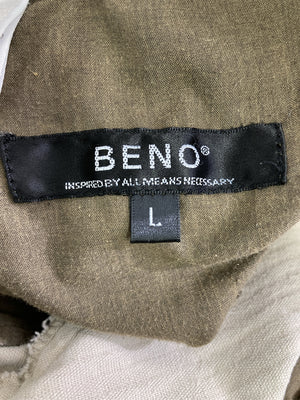 BENO®
INSPIRED BY ALL MEANS NECESSARY
L